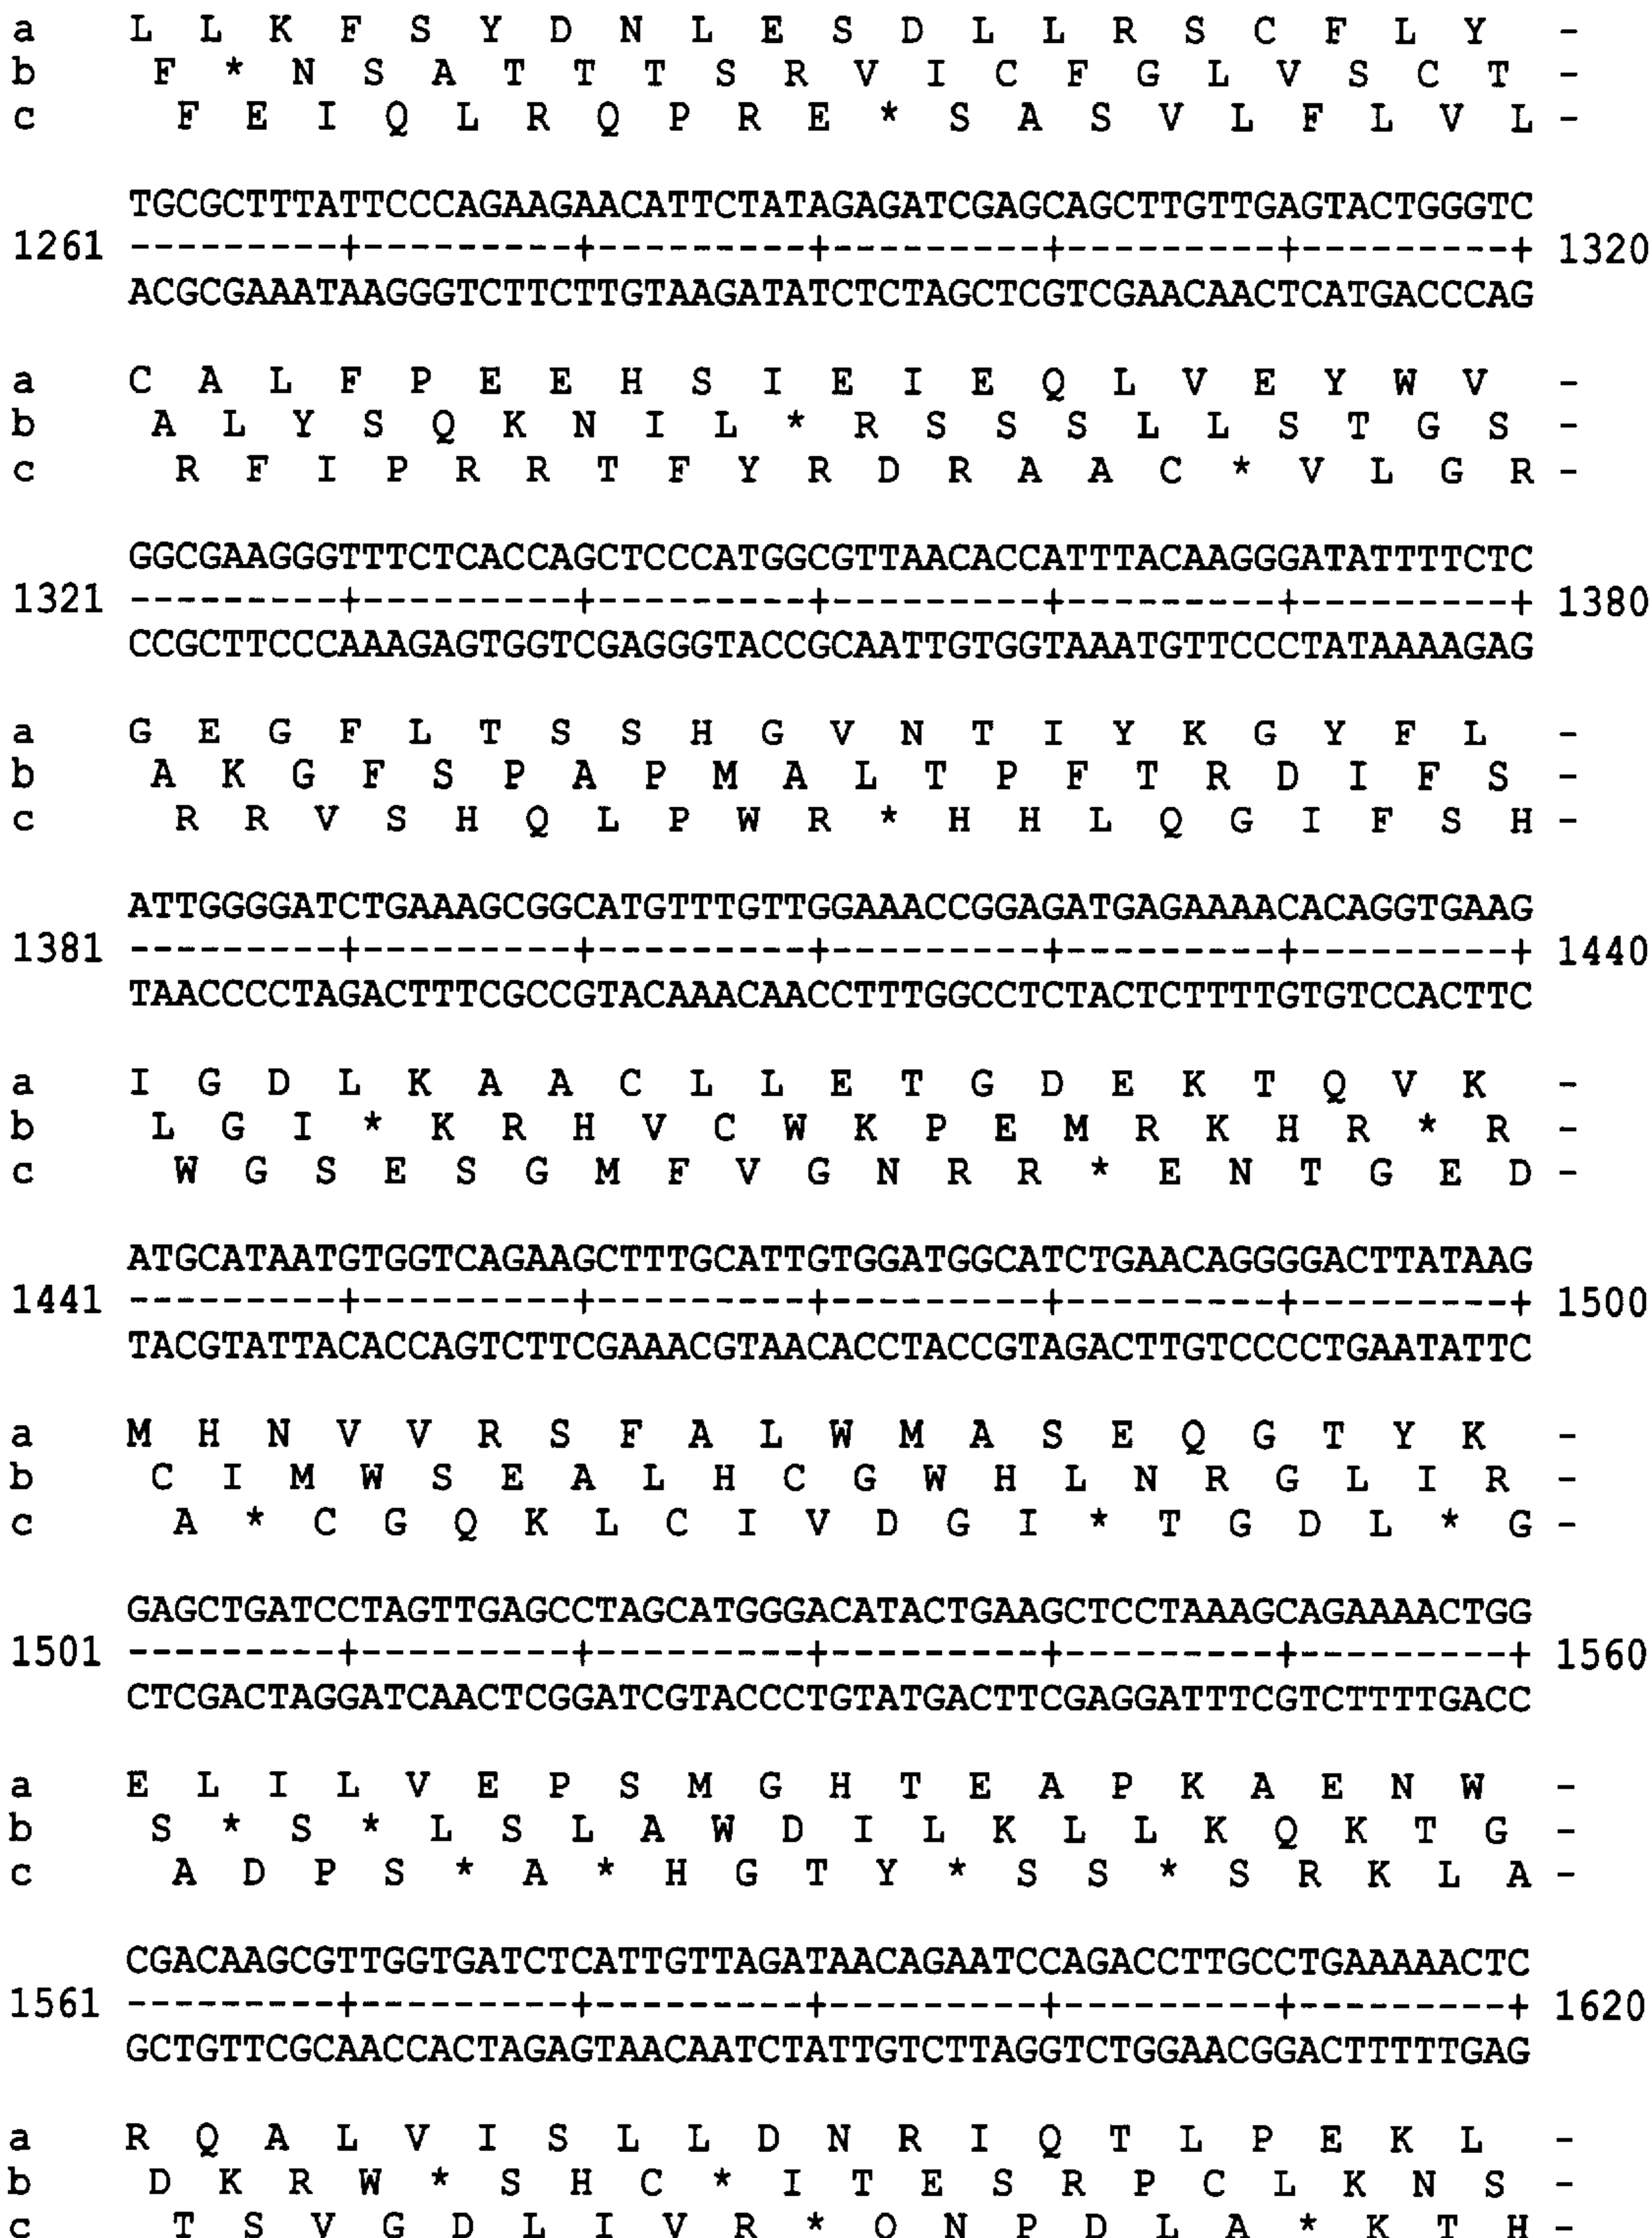 a L L K F S Y D N L E S D L L R S C F L Y -
b F * N S A T T T S R V I C F G L V S C T -
c F E I Q L R Q P R E * S A S V L F L V L -
TGCGCTTTATTCCCAGAAGAACATTCTATAGAGATCGAGCAGCTTGTTGAGTACTGGGTC
1261 ---------+---------+---------+---------+---------+---------+ 1320
ACGCGAAATAAGGGTCTTCTTGTAAGATATCTCTAGCTCGTCGAACAACTCATGACCCAG
a C A L F P E E H S I E I E Q L V E Y W V -
b A L Y S Q K N I L * R S S S L L S T G S -
c R F I P R R T F Y R D R A A C * V L G R -
GGCGAAGGGTTTCTCACCAGCTCCCATGGCGTTAACACCATTTACAAGGGATATTTTCTC
1321 ---------+---------+---------+---------+---------+---------+ 1380
CCGCTTCCCAAAGAGTGGTCGAGGGTACCGCAATTGTGGTAAATGTTCCCTATAAAAGAG
a G E G F L T S S H G V N T I Y K G Y F L -
b A K G F S P A P M A L T P F T R D I F S -
c R R V S H Q L P W R * H H L Q G I F S H -
ATTGGGGATCTGAAAGCGGCATGTTTGTTGGAAACCGGAGATGAGAAAACACAGGTGAAG
1381 ---------+---------+---------+---------+---------+---------+ 1440
TAACCCCTAGACTTTCGCCGTACAAACAACCTTTGGCCTCTACTCTTTTGTGTCCACTTC
a I G D L K A A C L L E T G D E K T Q V K -
b L G I * K R H V C W K P E M R K H R * R -
c W G S E S G M F V G N R R * E N T G E D -
ATGCATAATGTGGTCAGAAGCTTTGCATTGTGGATGGCATCTGAACAGGGGACTTATAAG
1441 ---------+---------+---------+---------+---------+---------+ 1500
TACGTATTACACCAGTCTTCGAAACGTAACACCTACCGTAGACTTGTCCCCTGAATATTC
a M H N V V R S F A L W M A S E Q G T Y K -
b C I M W S E A L H C G W H L N R G L I R -
c A * C G Q K L C I V D G I * T G D L * G -
GAGCTGATCCTAGTTGAGCCTAGCATGGGACATACTGAAGCTCCTAAAGCAGAAAACTGG
1501 ---------+---------+---------+---------+---------+---------+ 1560
CTCGACTAGGATCAACTCGGATCGTACCCTGTATGACTTCGAGGATTTCGTCTTTTGACC
a E L I L V E P S M G H T E A P K A E N W -
b S * S * L S L A W D I L K L L K Q K T G -
c A D P S * A * H G T Y * S S * S R K L A -
CGACAAGCGTTGGTGATCTCATTGTTAGATAACAGAATCCAGACCTTGCCTGAAAAACTC
1561 ---------+---------+---------+---------+---------+---------+ 1620
GCTGTTCGCAACCACTAGAGTAACAATCTATTGTCTTAGGTCTGGAACGGACTTTTTGAG
a R Q A L V I S L L D N R I Q T L P E K L -
b D K R W * S H C * I T E S R P C L K N S -
c T S V G D L I V R * Q N P D L A * K T H -